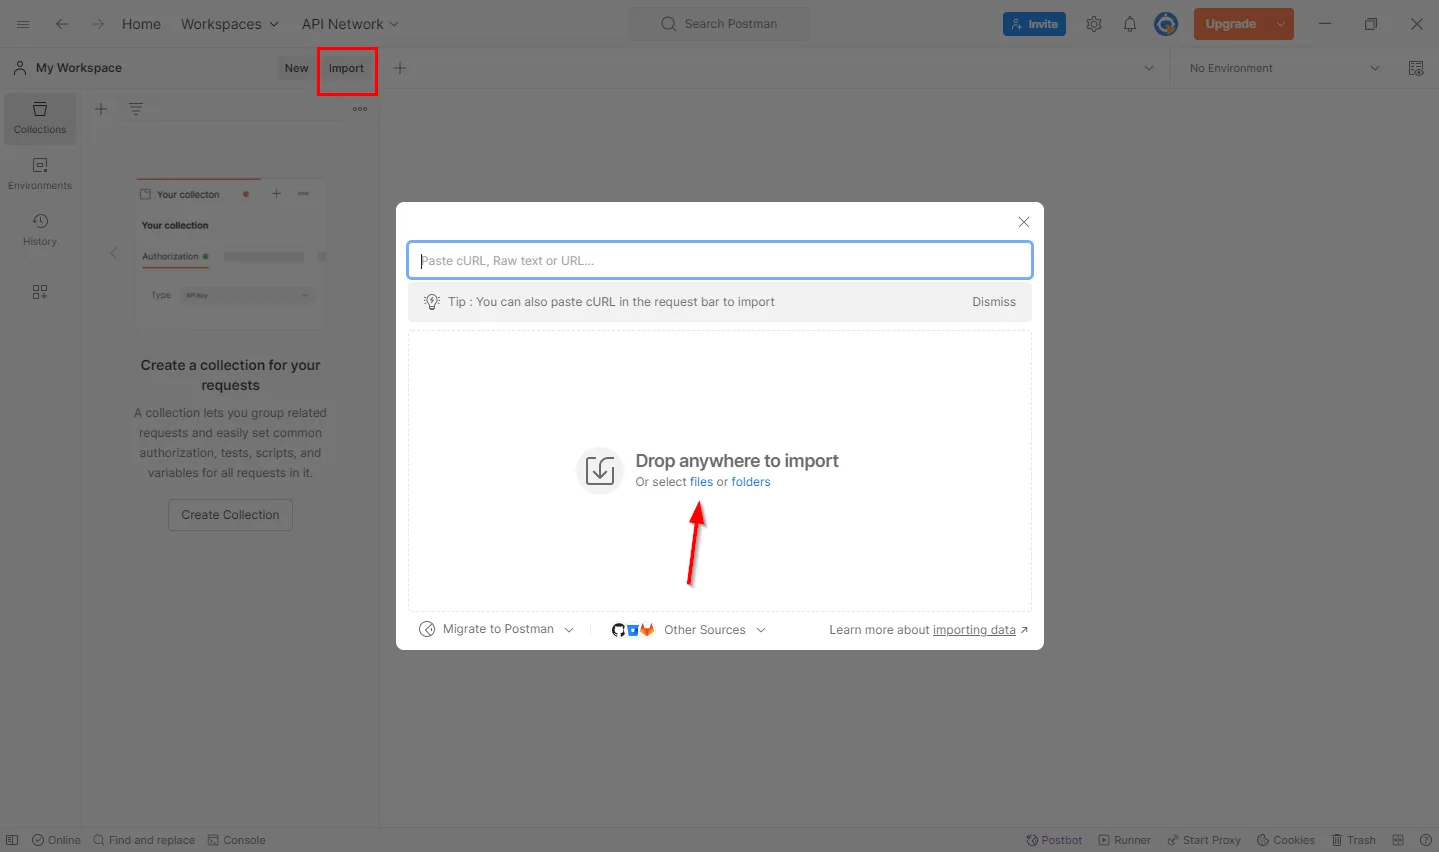 Home Workspaces API Network Search Postman Invite Upgrade
My Workspace New Import No Environment
Collections
Environments
History
Your collecton
Your collection
Authorization
Type API Key
Create a collection for your
requests
A collection lets you group related
requests and easily set common
authorization, tests, scripts, and
variables for all requests in it.
Create Collection
Paste cURL, Raw text or URL...
Tip : You can also paste cURL in the request bar to import Dismiss
Drop anywhere to import
Or select files or folders
Migrate to Postman Other Sources Learn more about importing data
Online Find and replace Console Postbot Runner Start Proxy Cookies Trash